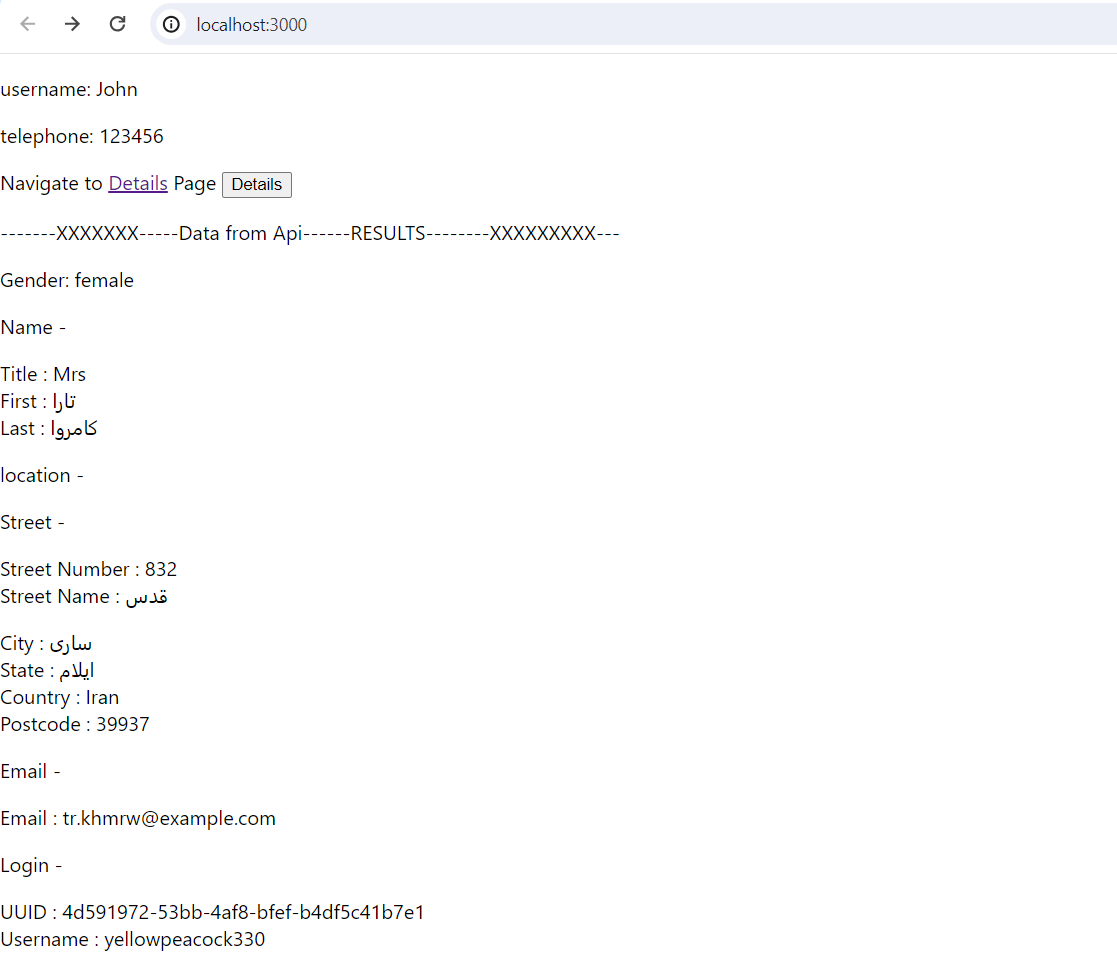 localhost:3000
username: John
telephone: 123456
Navigate to Details Page Details
-------XXXXXXX-----Data from Api------RESULTS--------XXXXXXXXX---
Gender: female
Name -
Title : Mrs
First : تارا
Last : كامروا
location -
Street -
Street Number : 832
Street Name : قدس
City : ساری
State : ایلام
Country : Iran
Postcode : 39937
Email -
Email : tr.khmrw@example.com
Login -
UUID : 4d591972-53bb-4af8-bfef-b4df5c41b7e1
Username : yellowpeacock330